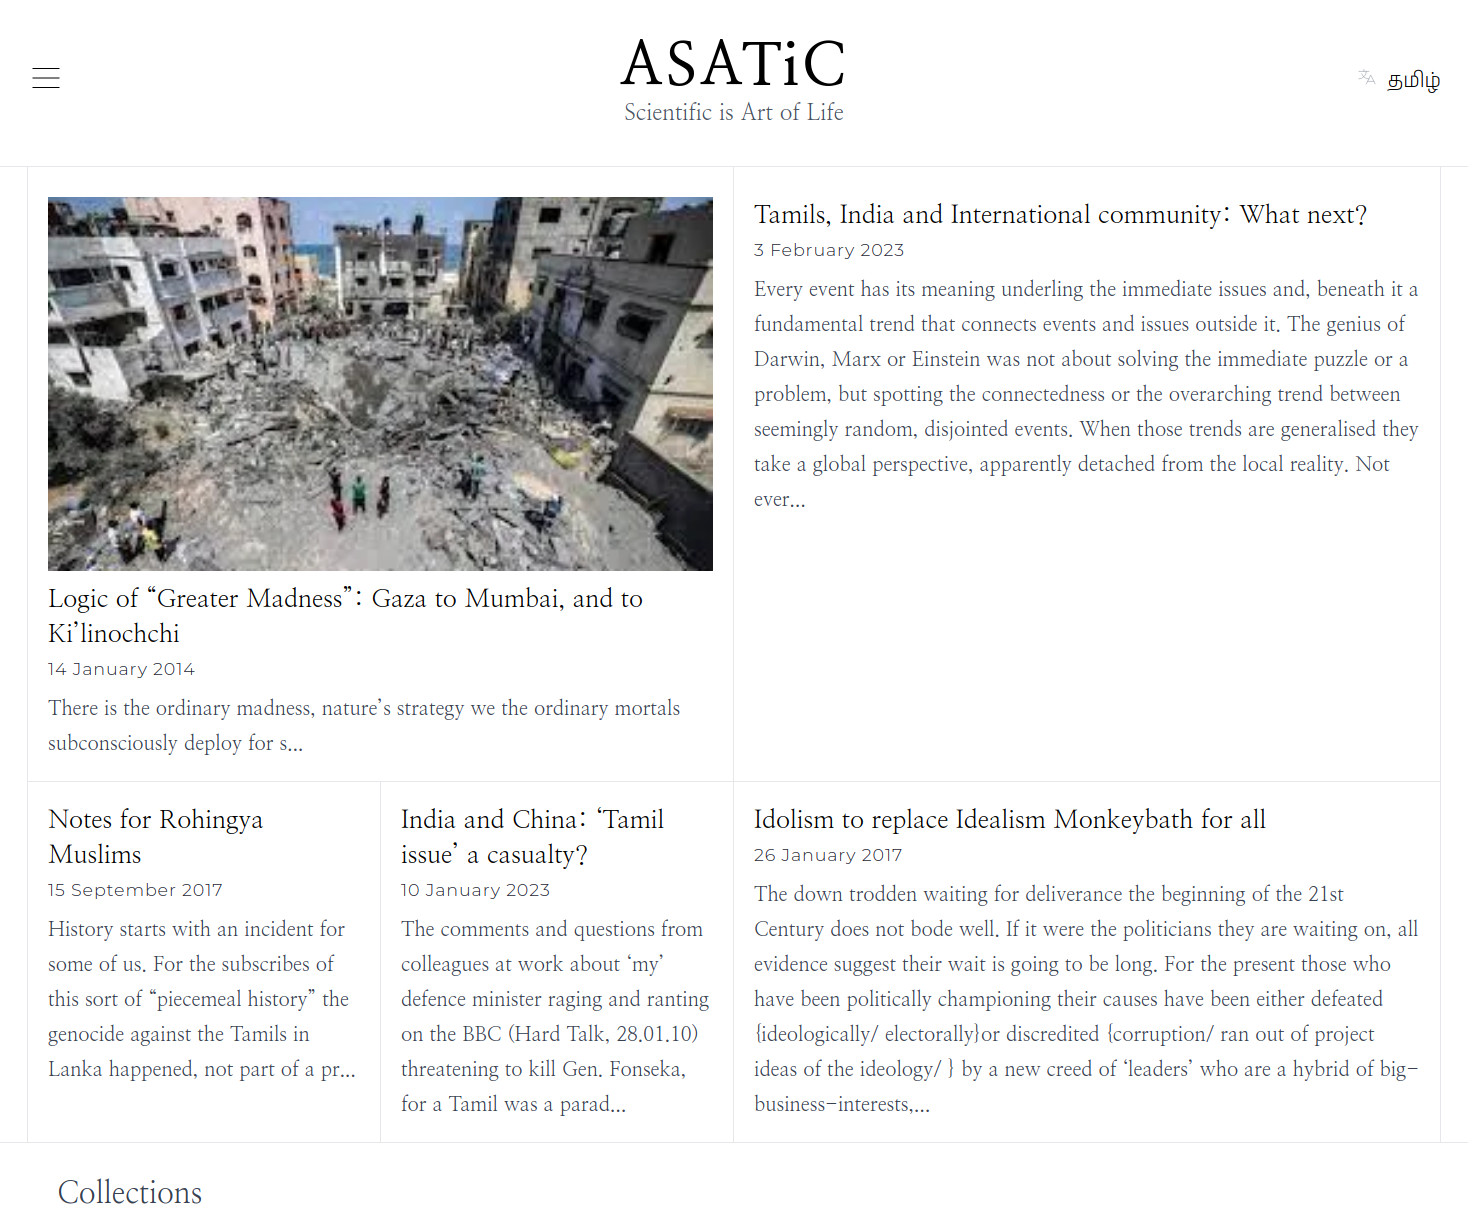 ASATiC
Scientific is Art of Life
தமிழ்
Logic of “Greater Madness”: Gaza to Mumbai, and to
Ki’linochchi
14 January 2014
There is the ordinary madness, nature’s strategy we the ordinary mortals
subconsciously deploy for s...
Tamils, India and International community: What next?
3 February 2023
Every event has its meaning underling the immediate issues and, beneath it a
fundamental trend that connects events and issues outside it. The genius of
Darwin, Marx or Einstein was not about solving the immediate puzzle or a
problem, but spotting the connectedness or the overarching trend between
seemingly random, disjointed events. When those trends are generalised they
take a global perspective, apparently detached from the local reality. Not
ever...
Notes for Rohingya
Muslims
15 September 2017
History starts with an incident for
some of us. For the subscribes of
this sort of “piecemeal history” the
genocide against the Tamils in
Lanka happened, not part of a pr...
India and China: ‘Tamil
issue’ a casualty?
10 January 2023
The comments and questions from
colleagues at work about ‘my’
defence minister raging and ranting
on the BBC (Hard Talk, 28.01.10)
threatening to kill Gen. Fonseka,
for a Tamil was a parad...
Idolism to replace Idealism Monkeybath for all
26 January 2017
The down trodden waiting for deliverance the beginning of the 21st
Century does not bode well. If it were the politicians they are waiting on, all
evidence suggest their wait is going to be long. For the present those who
have been politically championing their causes have been either defeated
{ideologically/ electorally}or discredited {corruption/ ran out of project
ideas of the ideology/ } by a new creed of ‘leaders’ who are a hybrid of big-
business-interests,...
Collections